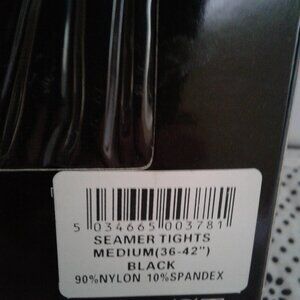 5 034665 003781
SEAMER TIGHTS
MEDIUM(36-42")
BLACK
90%NYLON 10%SPANDEX